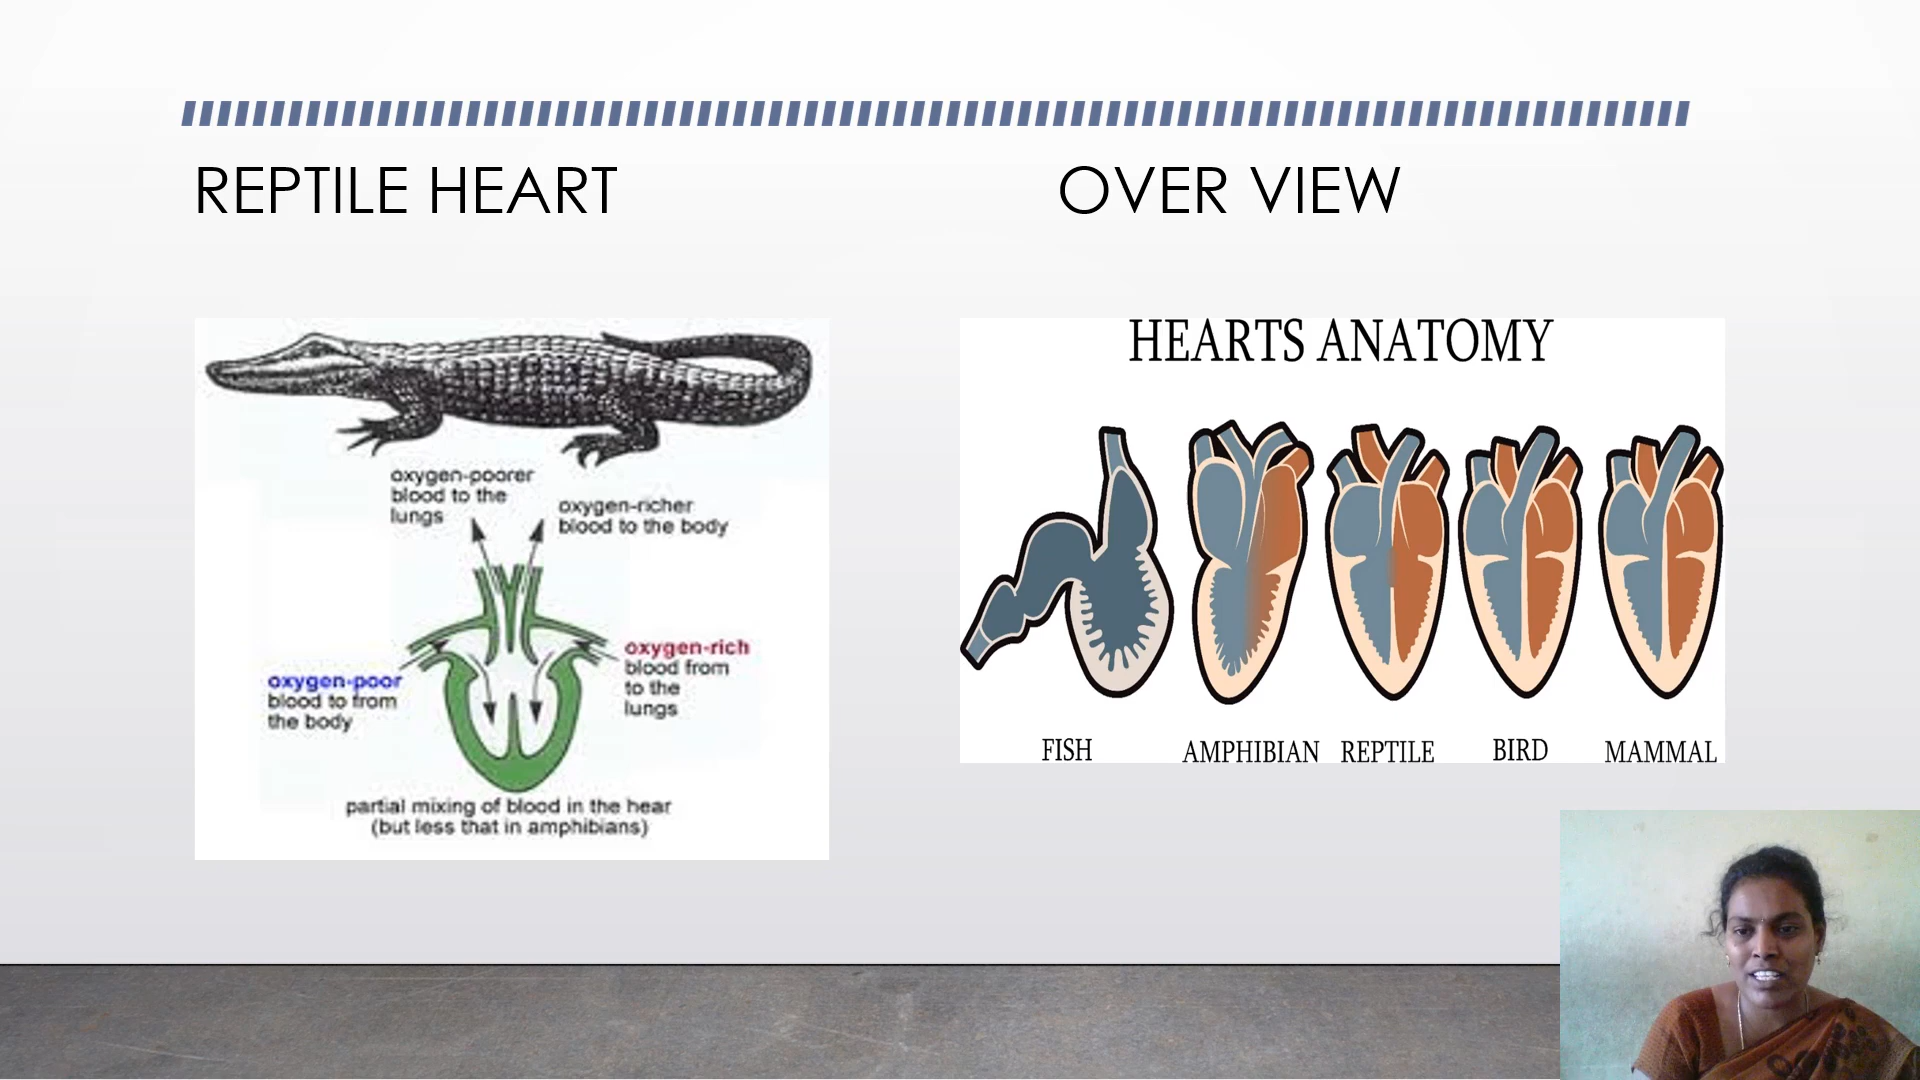 REPTILE HEART
OVER VIEW
oxygen-poorer
blood to the
lungs
oxygen-richer
blood to the body
oxygen-poor
blood to from
the body
oxygen-rich
blood from
to the
lungs
partial mixing of blood in the hear
(but less that in amphibians)
HEARTS ANATOMY
FISH
AMPHIBIAN
REPTILE
BIRD
MAMMAL